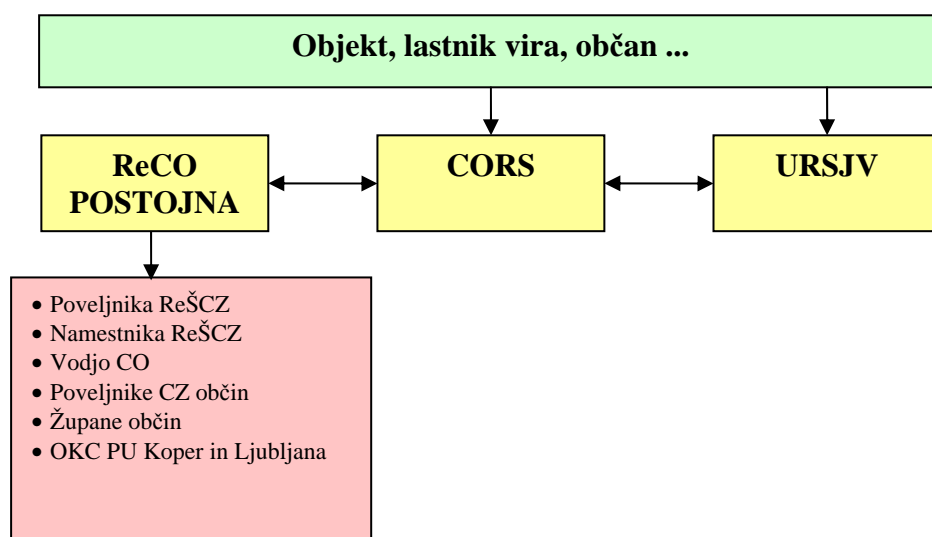 Objekt, lastnik vira, občan ...
ReCO
POSTOJNA
CORS
URSJV
• Poveljnika ReŠCZ
• Namestnika ReŠCZ
• Vodjo CO
• Poveljnike CZ občin
• Župane občin
• OKC PU Koper in Ljubljana